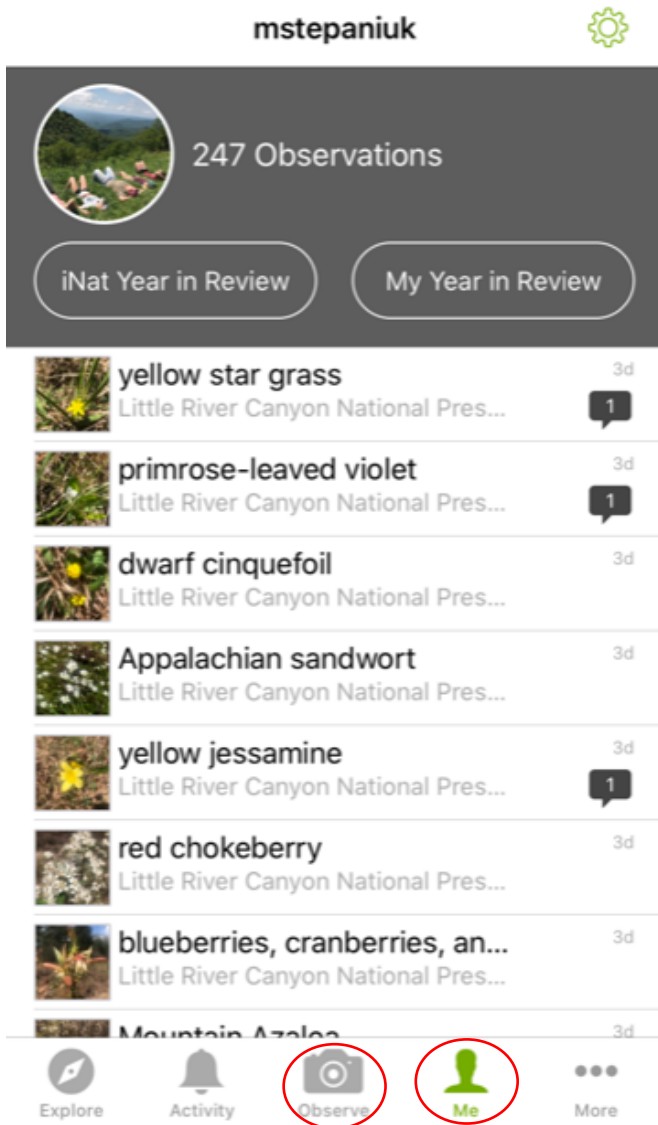 mstepaniuk
247 Observations
iNat Year in Review
My Year in Review
yellow star grass
3d
Little River Canyon National Pres...
1
primrose-leaved violet
3d
Little River Canyon National Pres...
1
dwarf cinquefoil
3d
Little River Canyon National Pres...
Appalachian sandwort
3d
Little River Canyon National Pres...
yellow jessamine
3d
Little River Canyon National Pres...
1
red chokeberry
3d
Little River Canyon National Pres...
blueberries, cranberries, an...
3d
Little River Canyon National Pres...
Mountain Azalea
3d
Explore
Activity
Observe
Me
More